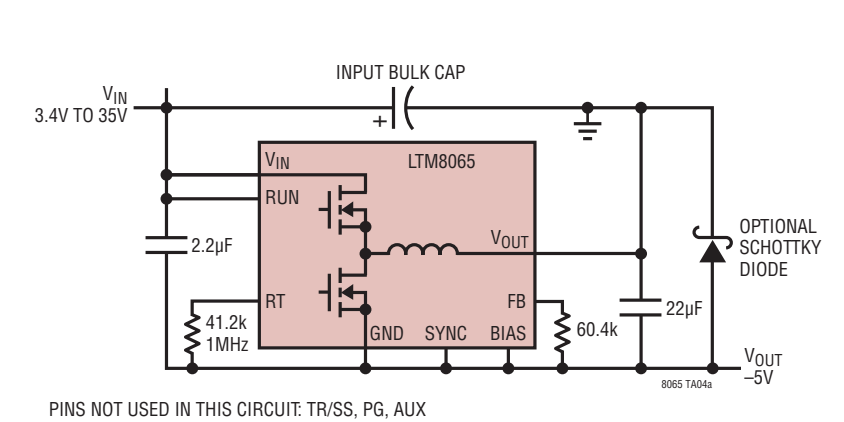 INPUT BULK CAP
VIN
3.4V TO 35V
+
VIN
LTM8065
RUN
2.2µF
VOUT
OPTIONAL
SCHOTTKY
DIODE
RT
FB
22µF
41.2k
1MHz
60.4k
GND SYNC BIAS
VOUT
–5V
8065 TA04a
PINS NOT USED IN THIS CIRCUIT: TR/SS, PG, AUX